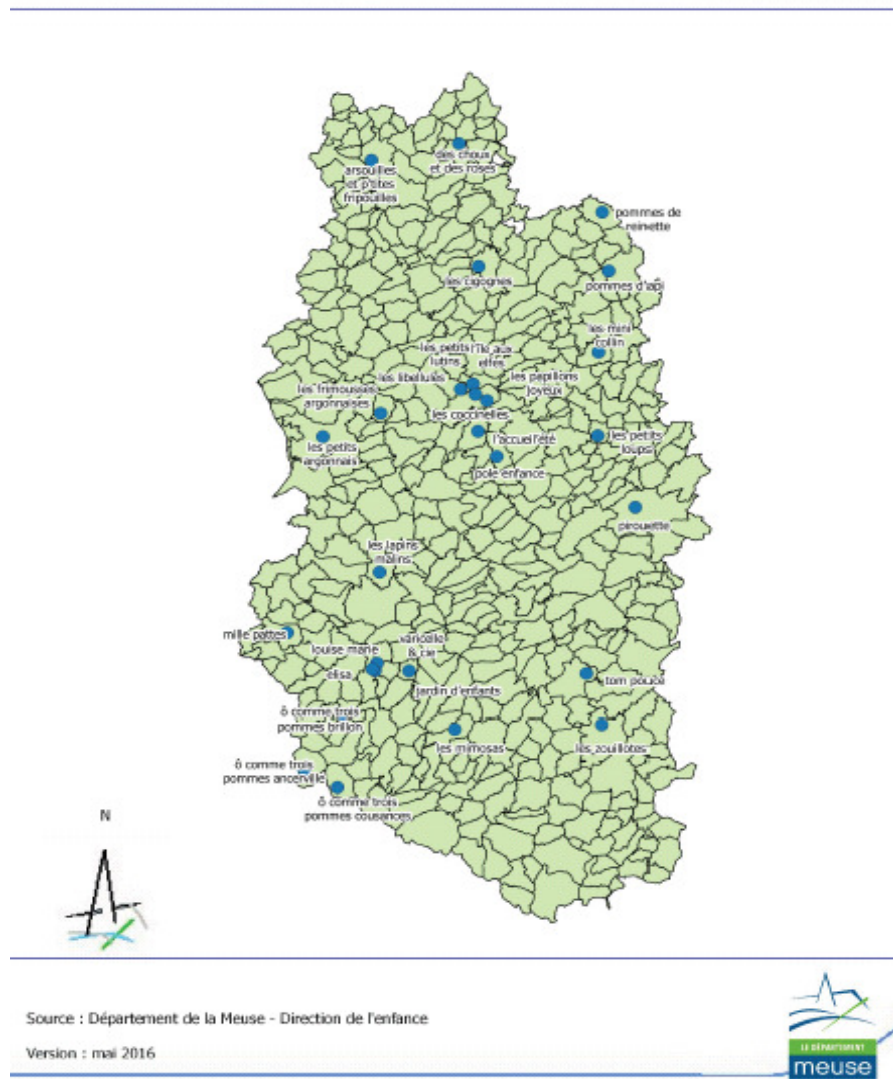 des choux
et des roses
arsouilles
et p'tites
fripouilles
pommes de
reinette
les cigognes
pommes d'api
les mini
collin
les petits
lutins
l'île aux
elfes
les libellules
les papillons
joyeux
les frimousses
argonnaises
les coccinelles
l'accueil'été
les petits
loups
les petits
argonnais
pole enfance
pirouette
les lapins
malins
mille pattes
louise marie
varicelle
& cie
elisa
jardin d'enfants
tom pouce
ô comme trois
pommes brillon
les mimosas
les zouillotes
ô comme trois
pommes ancerville
ô comme trois
pommes cousances
N
Source : Département de la Meuse - Direction de l'enfance
Version : mai 2016
LE DÉPARTEMENT
meuse